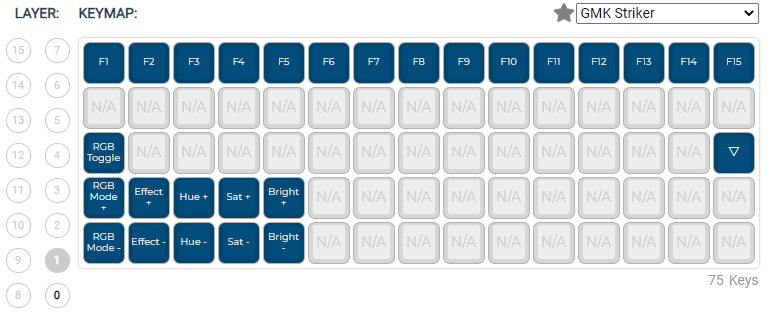 LAYER: KEYMAP: GMK Striker
15 7
F1 F2 F3 F4 F5 F6 F7 F8 F9 F10 F11 F12 F13 F14 F15
14 6
N/A N/A N/A N/A N/A N/A N/A N/A N/A N/A N/A N/A N/A N/A N/A
13 5
RGB
Toggle N/A N/A N/A N/A N/A N/A N/A N/A N/A N/A N/A N/A N/A ▽
12 4
RGB
Mode
+ Effect
+ Hue + Sat + Bright
+ N/A N/A N/A N/A N/A N/A N/A N/A N/A N/A
11 3
10 2
RGB
Mode - Effect - Hue - Sat - Bright
- N/A N/A N/A N/A N/A N/A N/A N/A N/A N/A
9 1
75 Keys
8 0